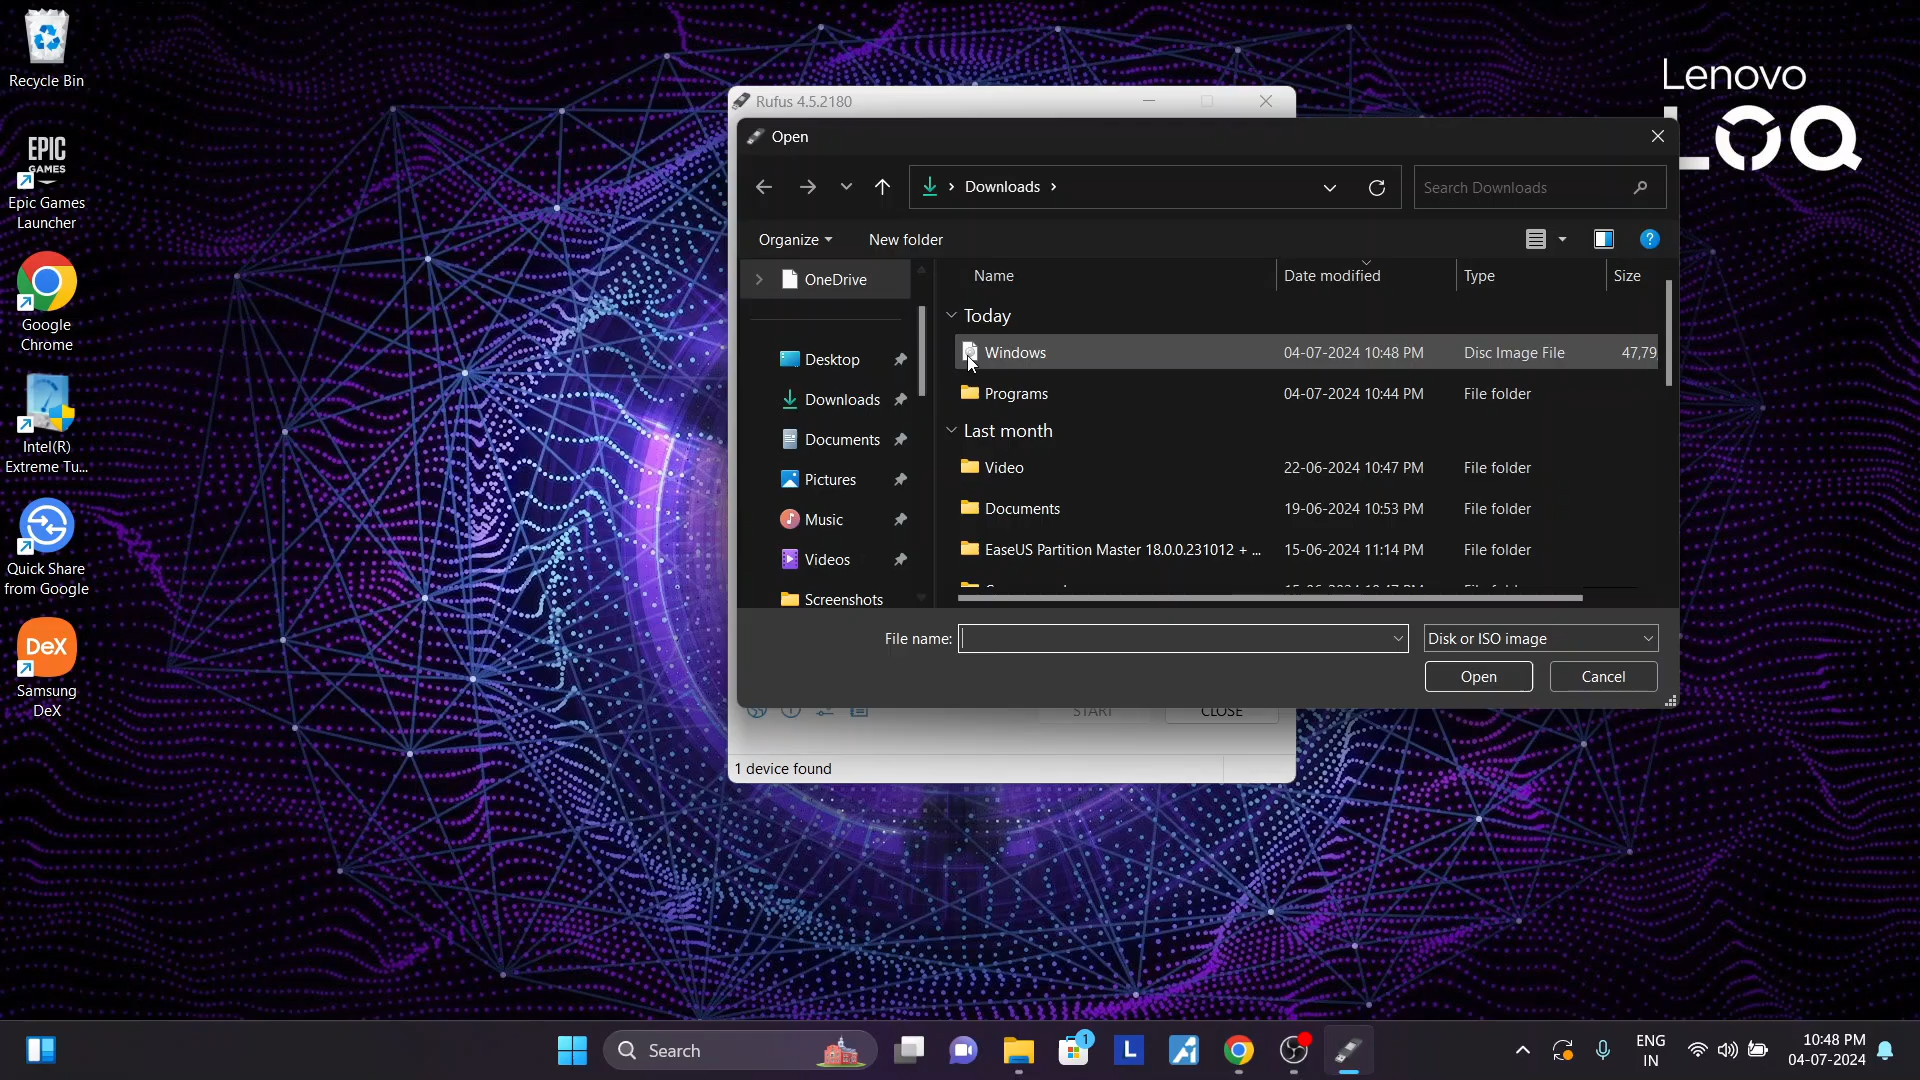 Recycle Bin
EPIC
GAMES
Epic Games
Launcher
Google
Chrome
Intel(R)
Extreme Tu...
Quick Share
from Google
DeX
Samsung
DeX
Lenovo
LOQ
Rufus 4.5.2180
Open
Downloads
Search Downloads
Organize
New folder
Name
Date modified
Type
Size
OneDrive
Desktop
Downloads
Documents
Pictures
Music
Videos
Screenshots
Today
Windows 04-07-2024 10:48 PM Disc Image File 47,79
Programs 04-07-2024 10:44 PM File folder
Last month
Video 22-06-2024 10:47 PM File folder
Documents 19-06-2024 10:53 PM File folder
EaseUS Partition Master 18.0.0.231012 + ... 15-06-2024 11:14 PM File folder
File name:
Disk or ISO image
Open
Cancel
START
CLOSE
1 device found
Search
1
L
ENG
IN
10:48 PM
04-07-2024